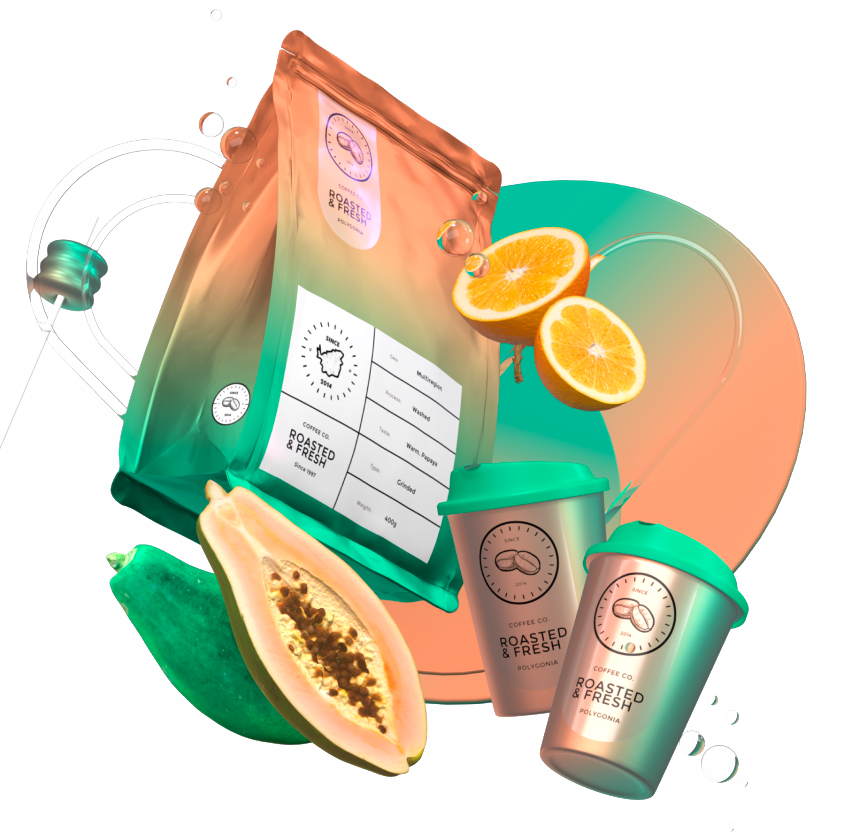 COFFEE CO.
ROASTED
& FRESH
POLYGONIA
SINCE
2014
Geo.
Multiregion
Process.
Washed
Taste.
Warm, Papaya
Type.
Grinded
Weight.
400g
COFFEE CO.
ROASTED
& FRESH
Since 1997
SINCE
2014
COFFEE CO.
ROASTED
& FRESH
POLYGONIA
SINCE
2014
COFFEE CO.
ROASTED
& FRESH
POLYGONIA